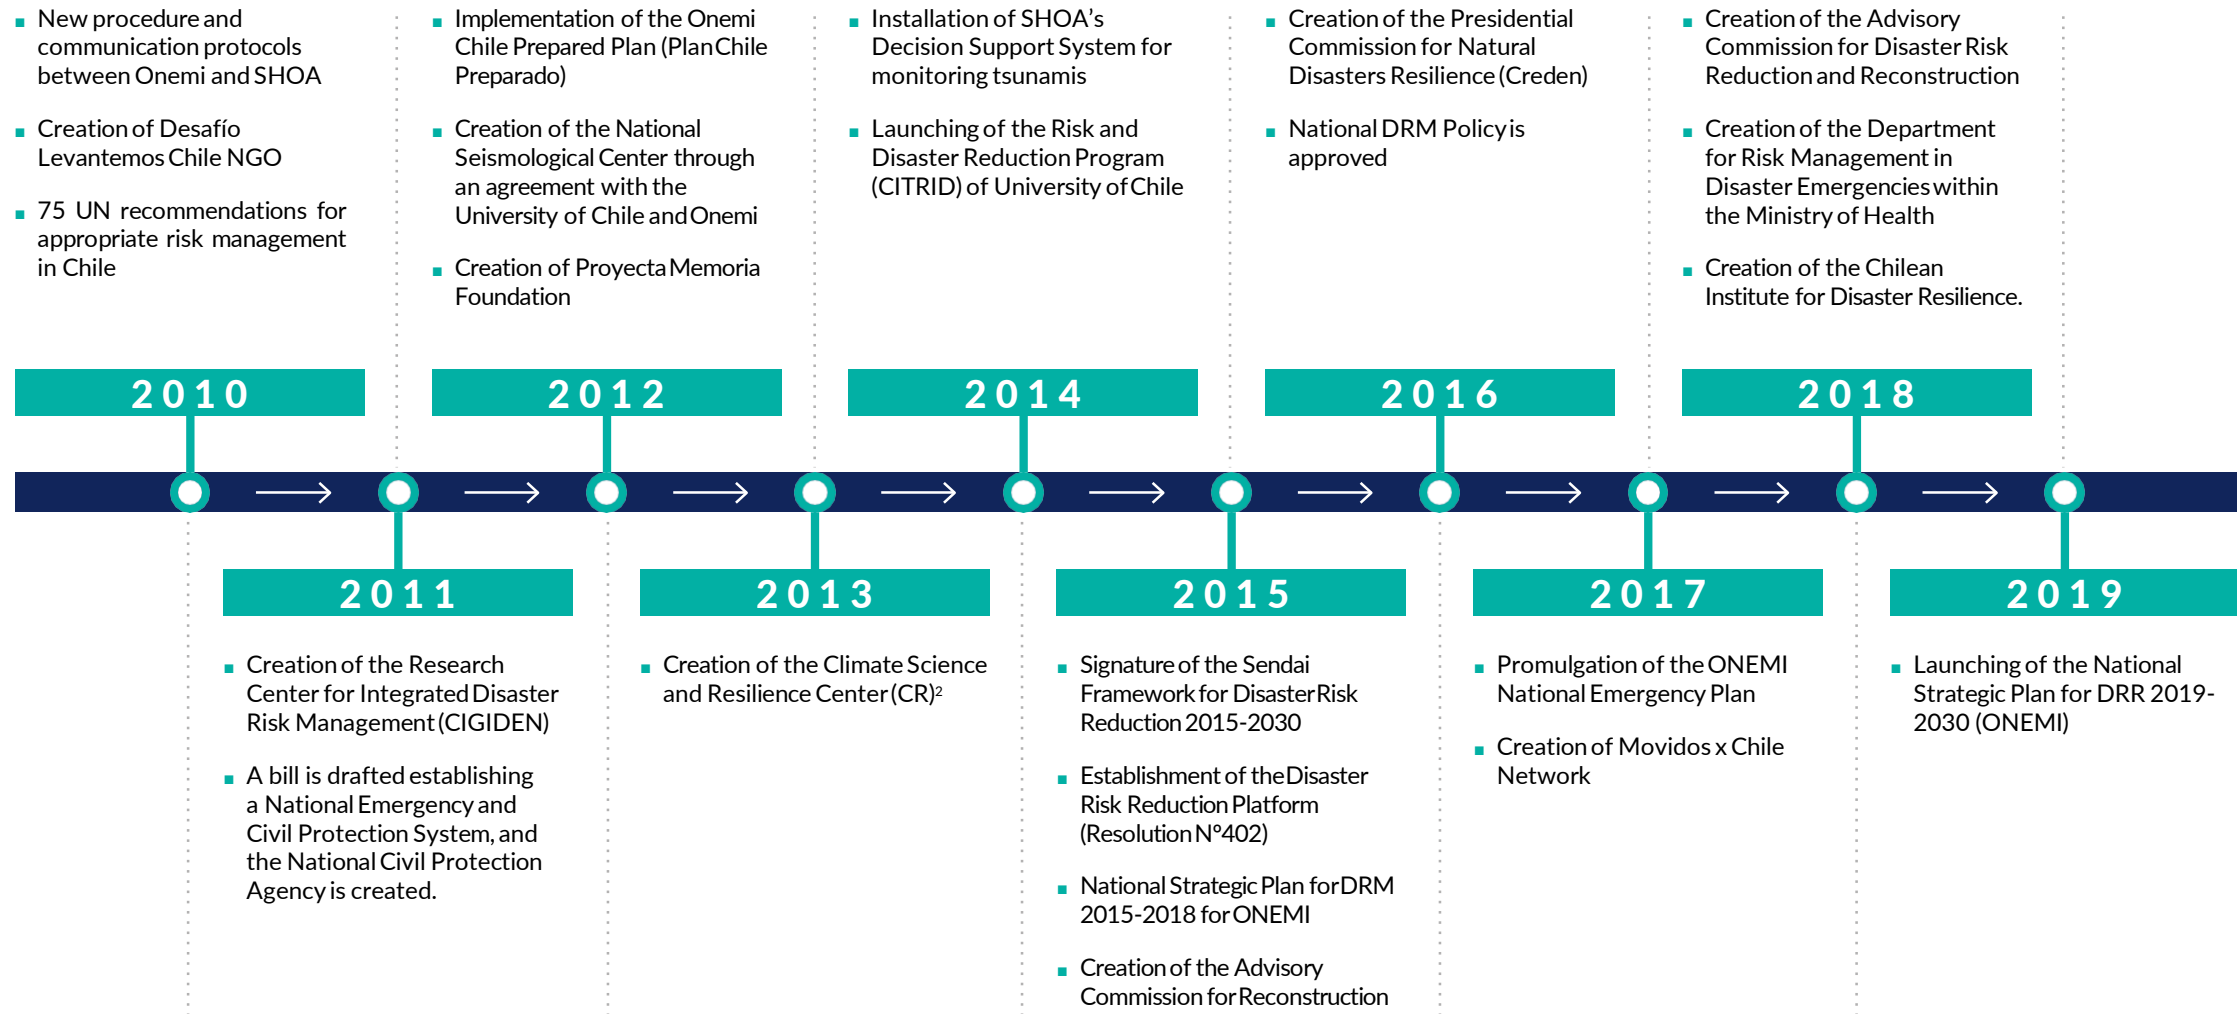 New procedure and
communication protocols
between Onemi and SHOA
Creation of Desafío
Levantemos Chile NGO
75 UN recommendations for
appropriate risk management
in Chile
2010
Creation of the Research
Center for Integrated Disaster
Risk Management (CIGIDEN)
A bill is drafted establishing
a National Emergency and
Civil Protection System, and
the National Civil Protection
Agency is created.
2011
Implementation of the Onemi
Chile Prepared Plan (Plan Chile
Preparado)
Creation of the National
Seismological Center through
an agreement with the
University of Chile and Onemi
Creation of Proyecta Memoria
Foundation
2012
2013
Creation of the Climate Science
and Resilience Center (CR)²
Installation of SHOA's
Decision Support System for
monitoring tsunamis
Launching of the Risk and
Disaster Reduction Program
(CITRID) of University of Chile
2014
2015
Signature of the Sendai
Framework for Disaster Risk
Reduction 2015-2030
Establishment of the Disaster
Risk Reduction Platform
(Resolution Nº402)
National Strategic Plan for DRM
2015-2018 for ONEMI
Creation of the Advisory
Commission for Reconstruction
Creation of the Presidential
Commission for Natural
Disasters Resilience (Creden)
National DRM Policy is
approved
2016
2017
Promulgation of the ONEMI
National Emergency Plan
Creation of Movidos x Chile
Network
Creation of the Advisory
Commission for Disaster Risk
Reduction and Reconstruction
Creation of the Department
for Risk Management in
Disaster Emergencies within
the Ministry of Health
Creation of the Chilean
Institute for Disaster Resilience.
2018
2019
Launching of the National
Strategic Plan for DRR 2019-
2030 (ONEMI)